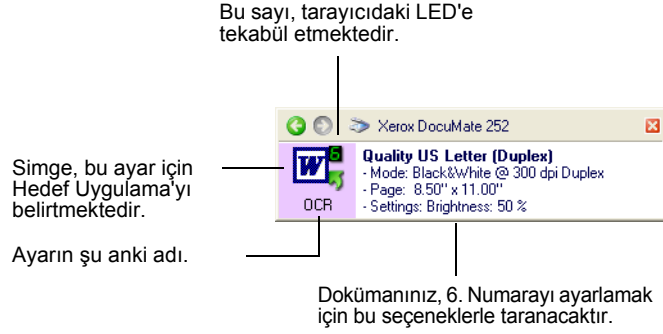 Bu sayı, tarayıcıdaki LED'e
tekabül etmektedir.
Xerox DocuMate 252
Simge, bu ayar için
Hedef Uygulama'yı
belirtmektedir.
W
6
Quality US Letter (Duplex)
- Mode: Black&White @ 300 dpi Duplex
- Page: 8.50" x 11.00"
- Settings: Brightness: 50 %
OCR
Ayarın şu anki adı.
Dokümanınız, 6. Numarayı ayarlamak
için bu seçeneklerle taranacaktır.